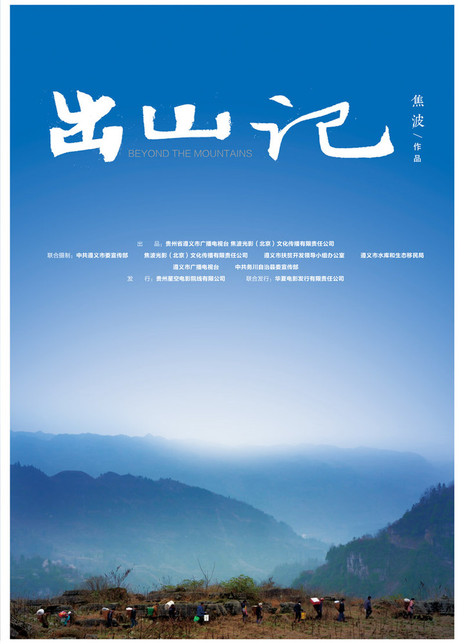 出山记
BEYOND THE MOUNTAINS
焦波/作品
出 品：贵州省遵义市广播电视台 焦波光影（北京）文化传播有限责任公司
联合摄制：中共遵义市委宣传部 焦波光影（北京）文化传播有限责任公司 遵义市扶贫开发领导小组办公室 遵义市水库和生态移民局
遵义市广播电视台 中共务川自治县委宣传部
发 行：贵州星空电影院线有限公司 联合发行：华夏电影发行有限责任公司